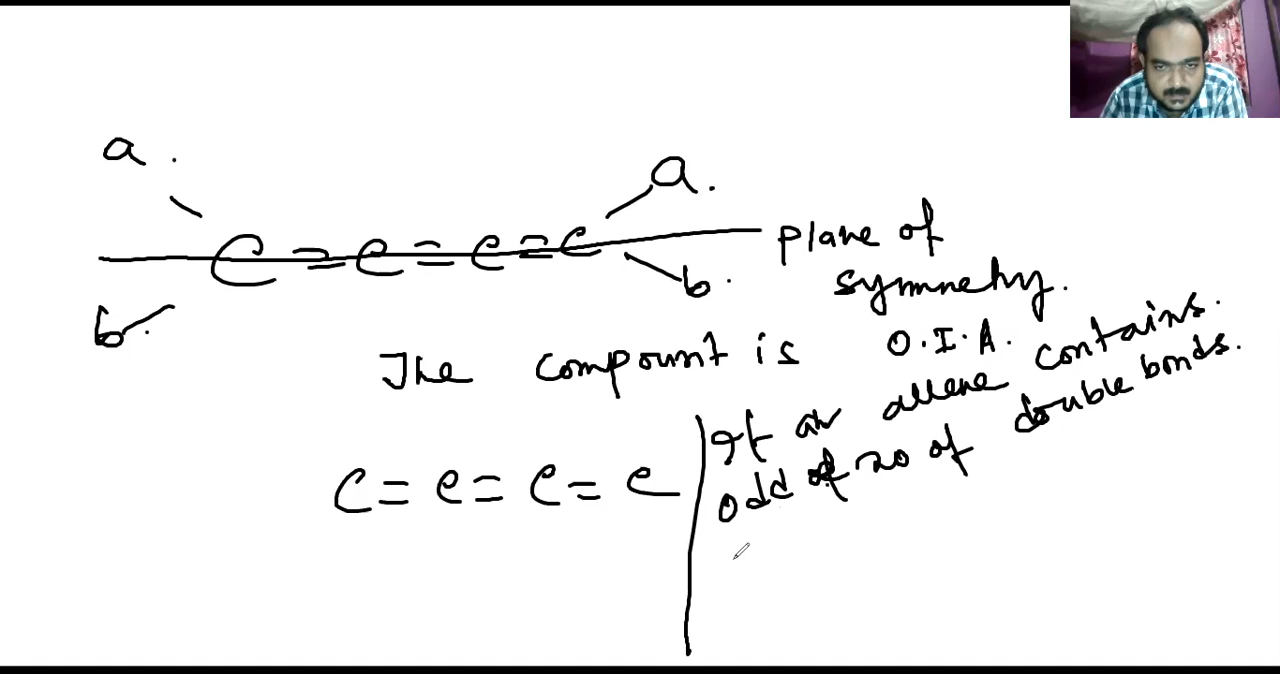 a. a.
C = C = C = C plane of
symmetry.
b. b.
The compount is O.I.A.
If an allene contains.
odd of no of double bonds.
C = C = C = C